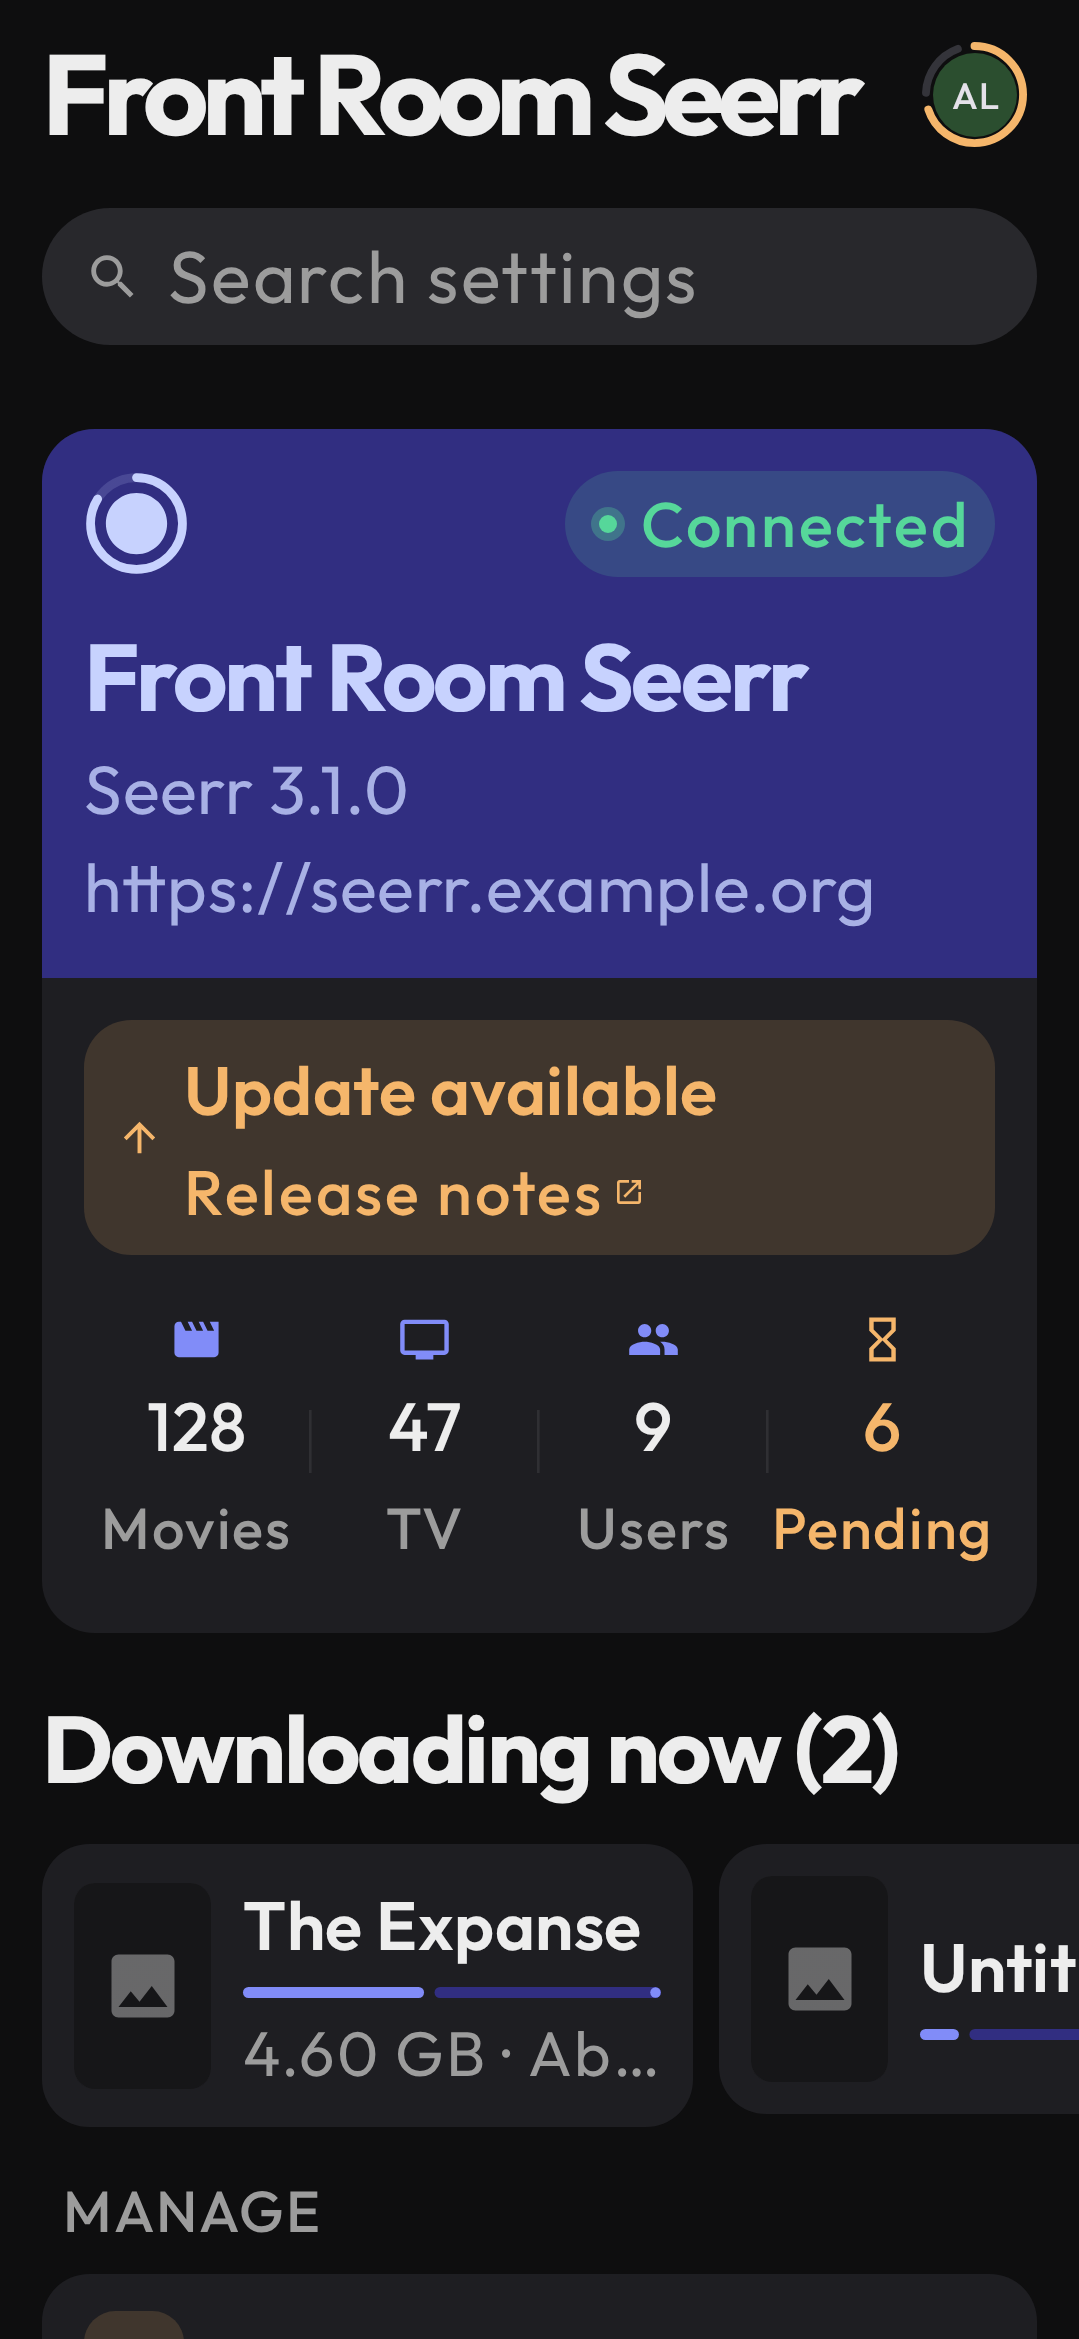 Front Room Seerr
AL
Search settings
Connected
Front Room Seerr
Seerr 3.1.0
https://seerr.example.org
Update available
Release notes
128 47 9 6
Movies TV Users Pending
Downloading now (2)
The Expanse
4.60 GB · Ab...
Untit
MANAGE